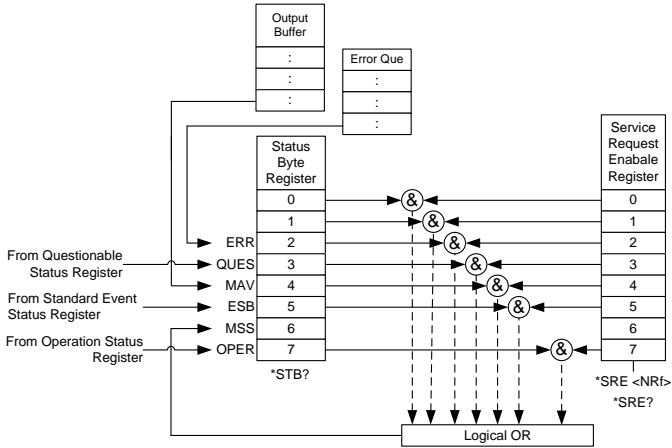 Output
Buffer
:
:
:
Error Que
:
:
:
Status
Byte
Register
0
1
2
3
4
5
6
7
*STB?
ERR
QUES
MAV
ESB
MSS
OPER
From Questionable
Status Register
From Standard Event
Status Register
From Operation Status
Register
&
&
&
&
&
&
&
Service
Request
Enabale
Register
0
1
2
3
4
5
6
7
*SRE <NRf>
*SRE?
Logical OR